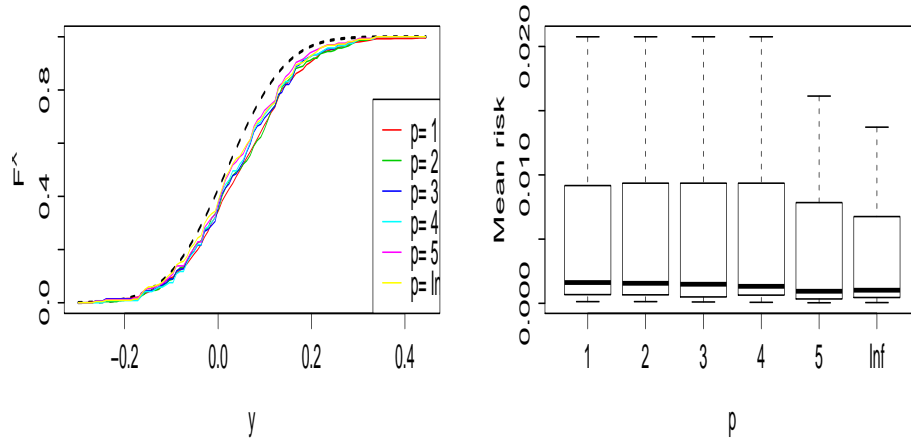 F^λ
0.0 0.4 0.8
−0.2 0.0 0.2 0.4
y
p= 1
p= 2
p= 3
p= 4
p= 5
p= In
Mean risk
0.000 0.010 0.020
1 2 3 4 5 Inf
p